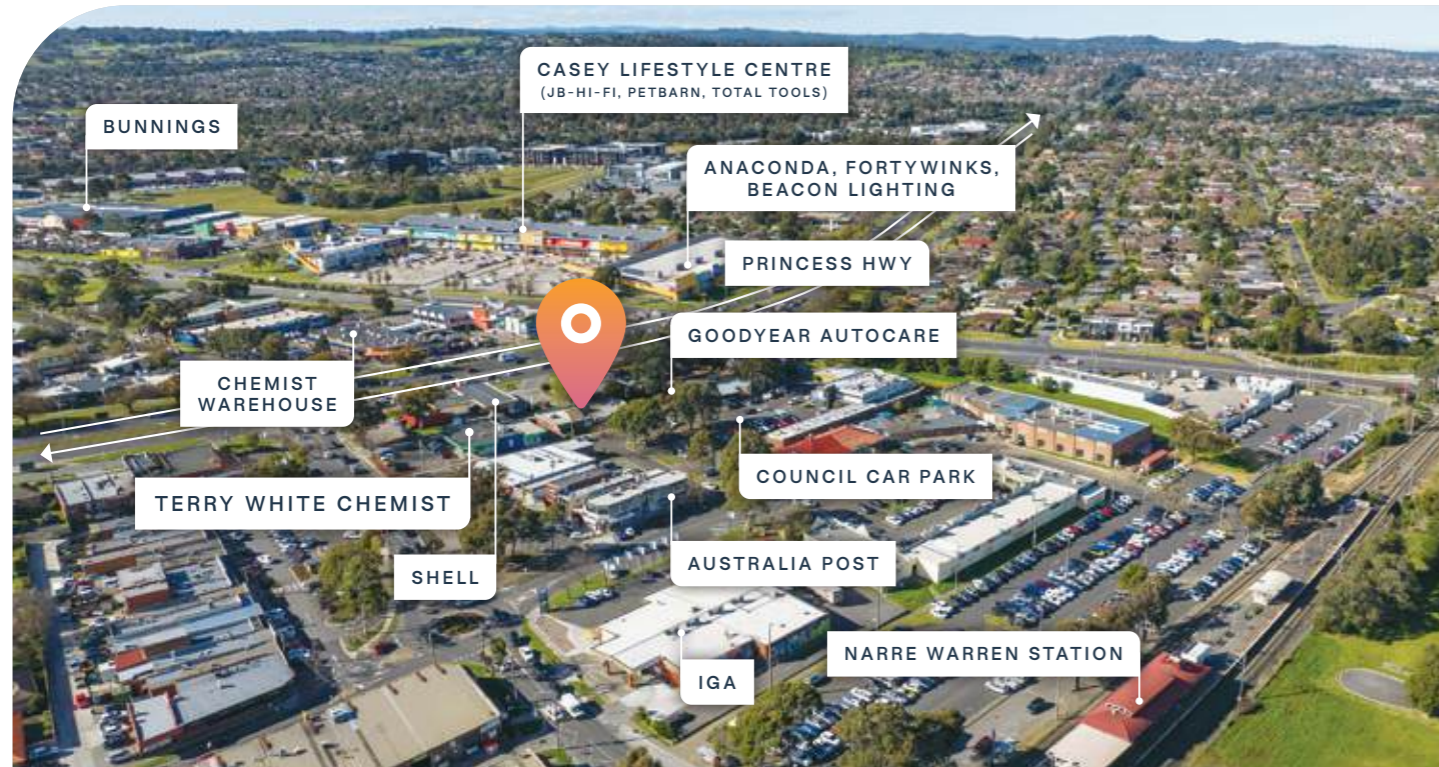 CASEY LIFESTYLE CENTRE
(JB-HI-FI, PETBARN, TOTAL TOOLS)
BUNNINGS
ANACONDA, FORTYWINKS,
BEACON LIGHTING
PRINCESS HWY
GOODYEAR AUTOCARE
CHEMIST
WAREHOUSE
COUNCIL CAR PARK
TERRY WHITE CHEMIST
AUSTRALIA POST
SHELL
NARRE WARREN STATION
IGA